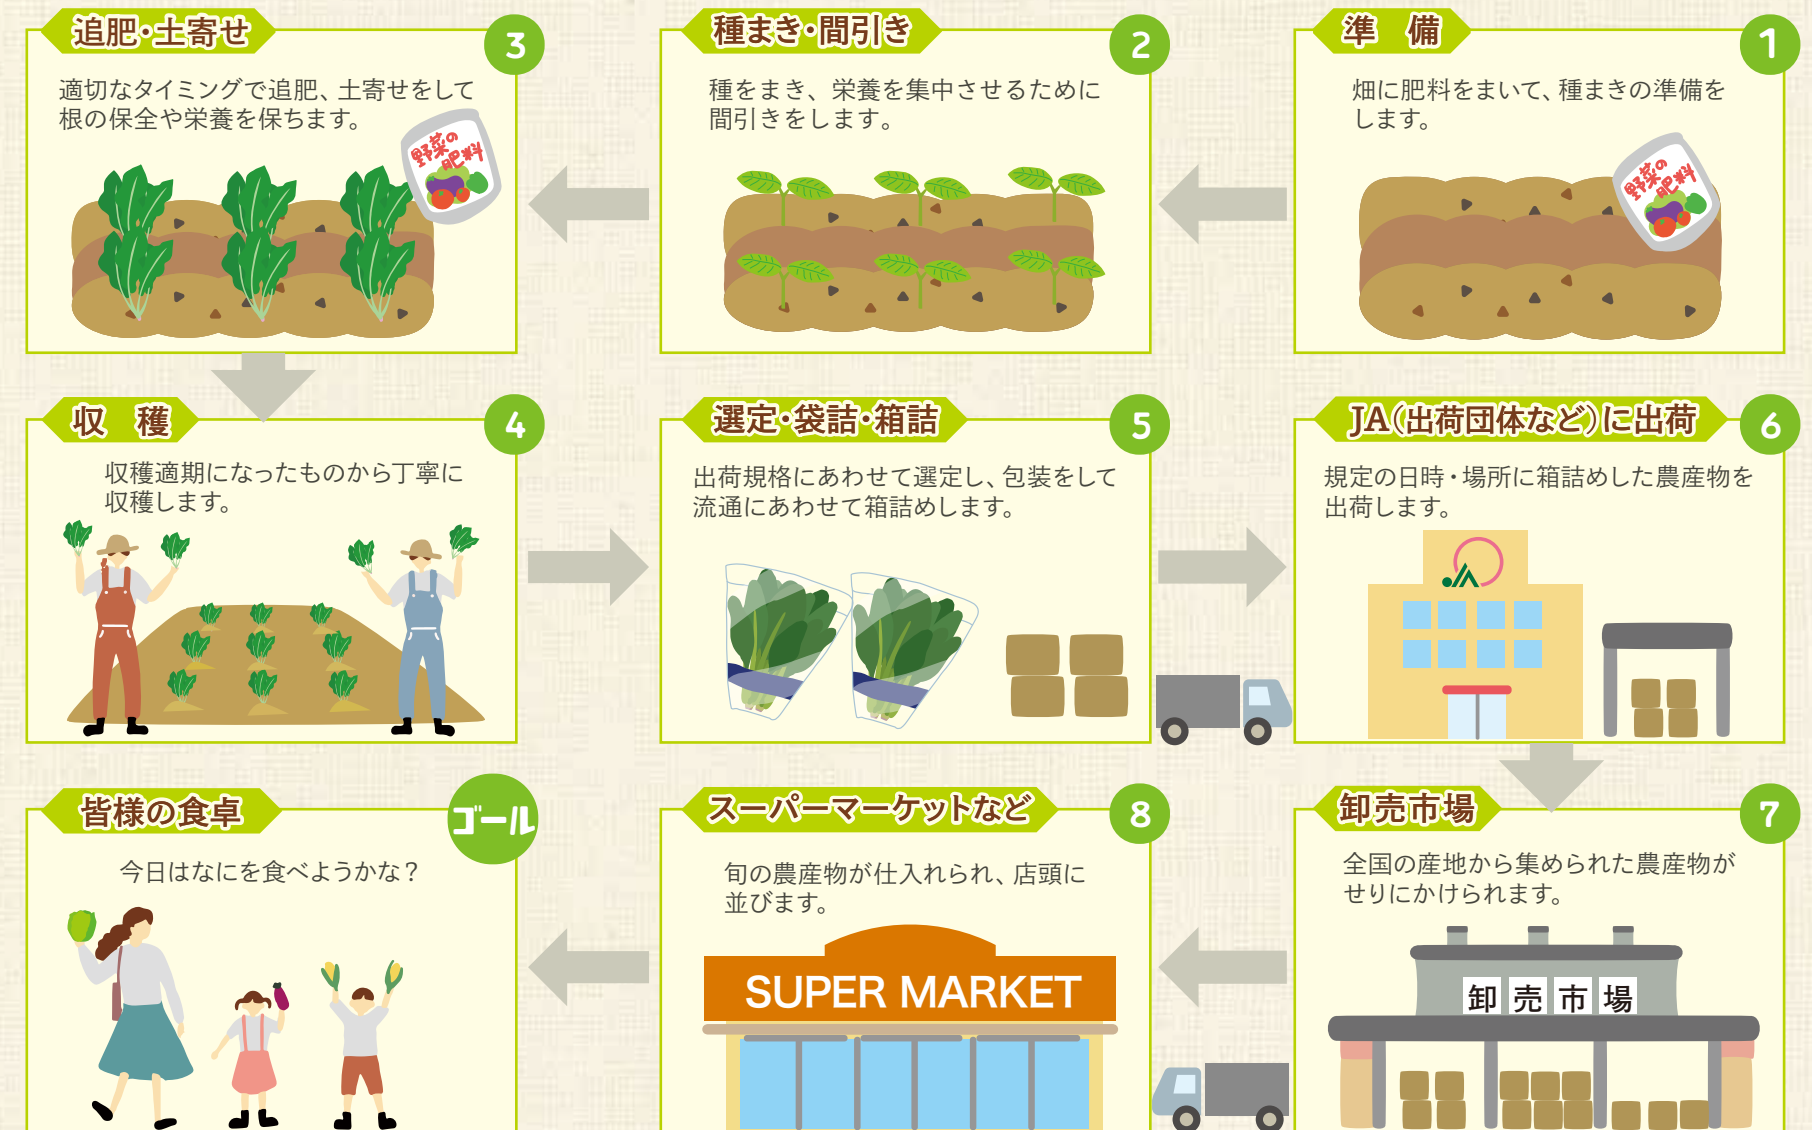 準　備
1
畑に肥料をまいて、種まきの準備を
します。
野菜の
肥料
種まき・間引き
2
種をまき、栄養を集中させるために
間引きをします。
追肥・土寄せ
3
適切なタイミングで追肥、土寄せをして
根の保全や栄養を保ちます。
野菜の
肥料
収　穫
4
収穫適期になったものから丁寧に
収穫します。
選定・袋詰・箱詰
5
出荷規格にあわせて選定し、包装をして
流通にあわせて箱詰めします。
JA（出荷団体など）に出荷
6
規定の日時・場所に箱詰めした農産物を
出荷します。
JA
卸売市場
7
全国の産地から集められた農産物が
せりにかけられます。
卸売市場
スーパーマーケットなど
8
旬の農産物が仕入れられ、店頭に
並びます。
SUPER MARKET
皆様の食卓
ゴール
今日はなにを食べようかな？